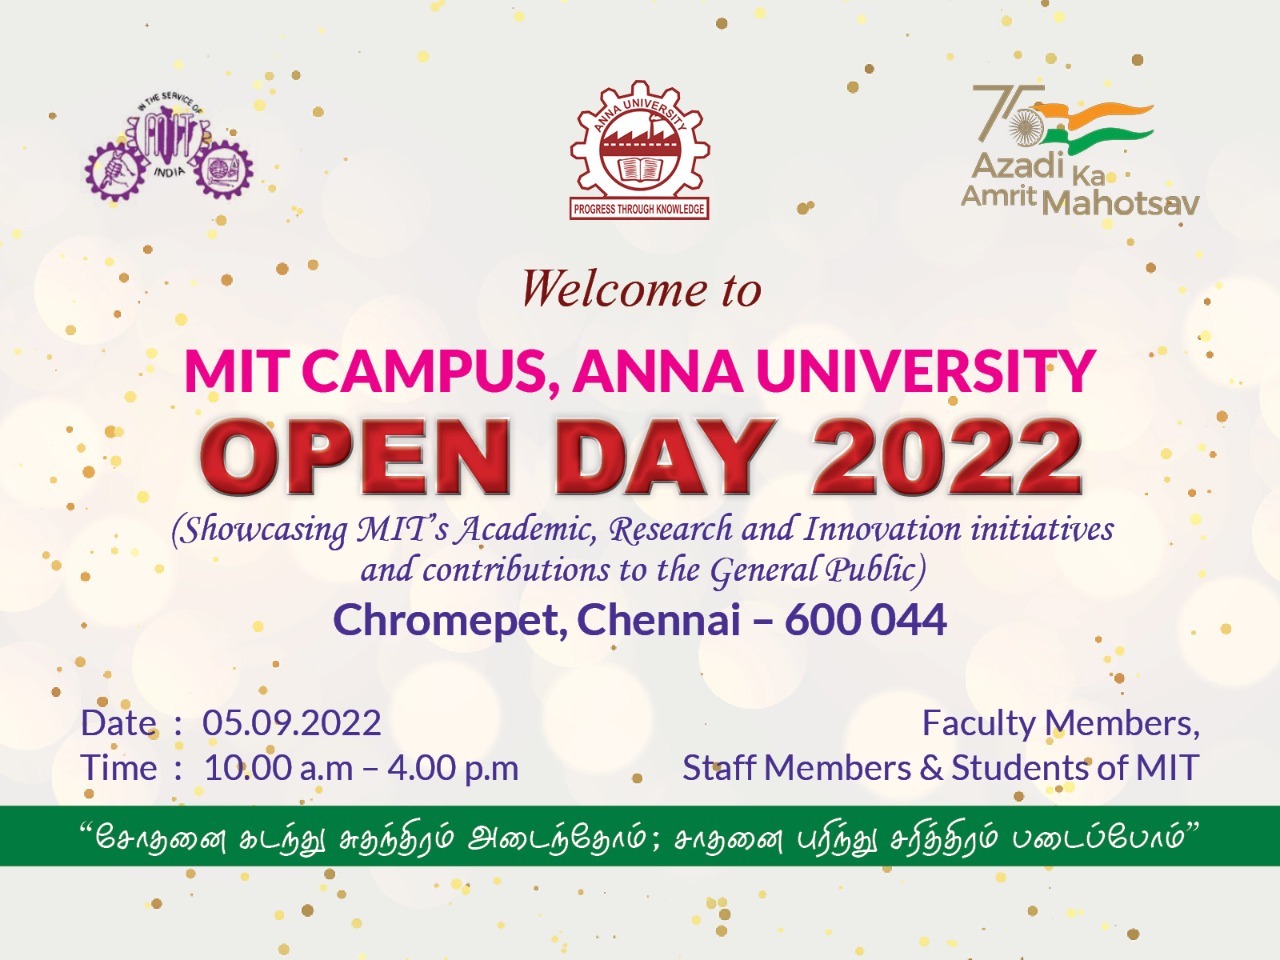 IN THE SERVICE OF
MIT
INDIA
ANNA UNIVERSITY
PROGRESS THROUGH KNOWLEDGE
75
Azadi Ka
Amrit Mahotsav
Welcome to
MIT CAMPUS, ANNA UNIVERSITY
OPEN DAY 2022
(Showcasing MIT’s Academic, Research and Innovation initiatives
and contributions to the General Public)
Chromepet, Chennai – 600 044
Date : 05.09.2022
Time : 10.00 a.m – 4.00 p.m
Faculty Members,
Staff Members & Students of MIT
“சோதனை கடந்து சுதந்திரம் அடைந்தோம்; சாதனை புரிந்து சரித்திரம் படைப்போம்”